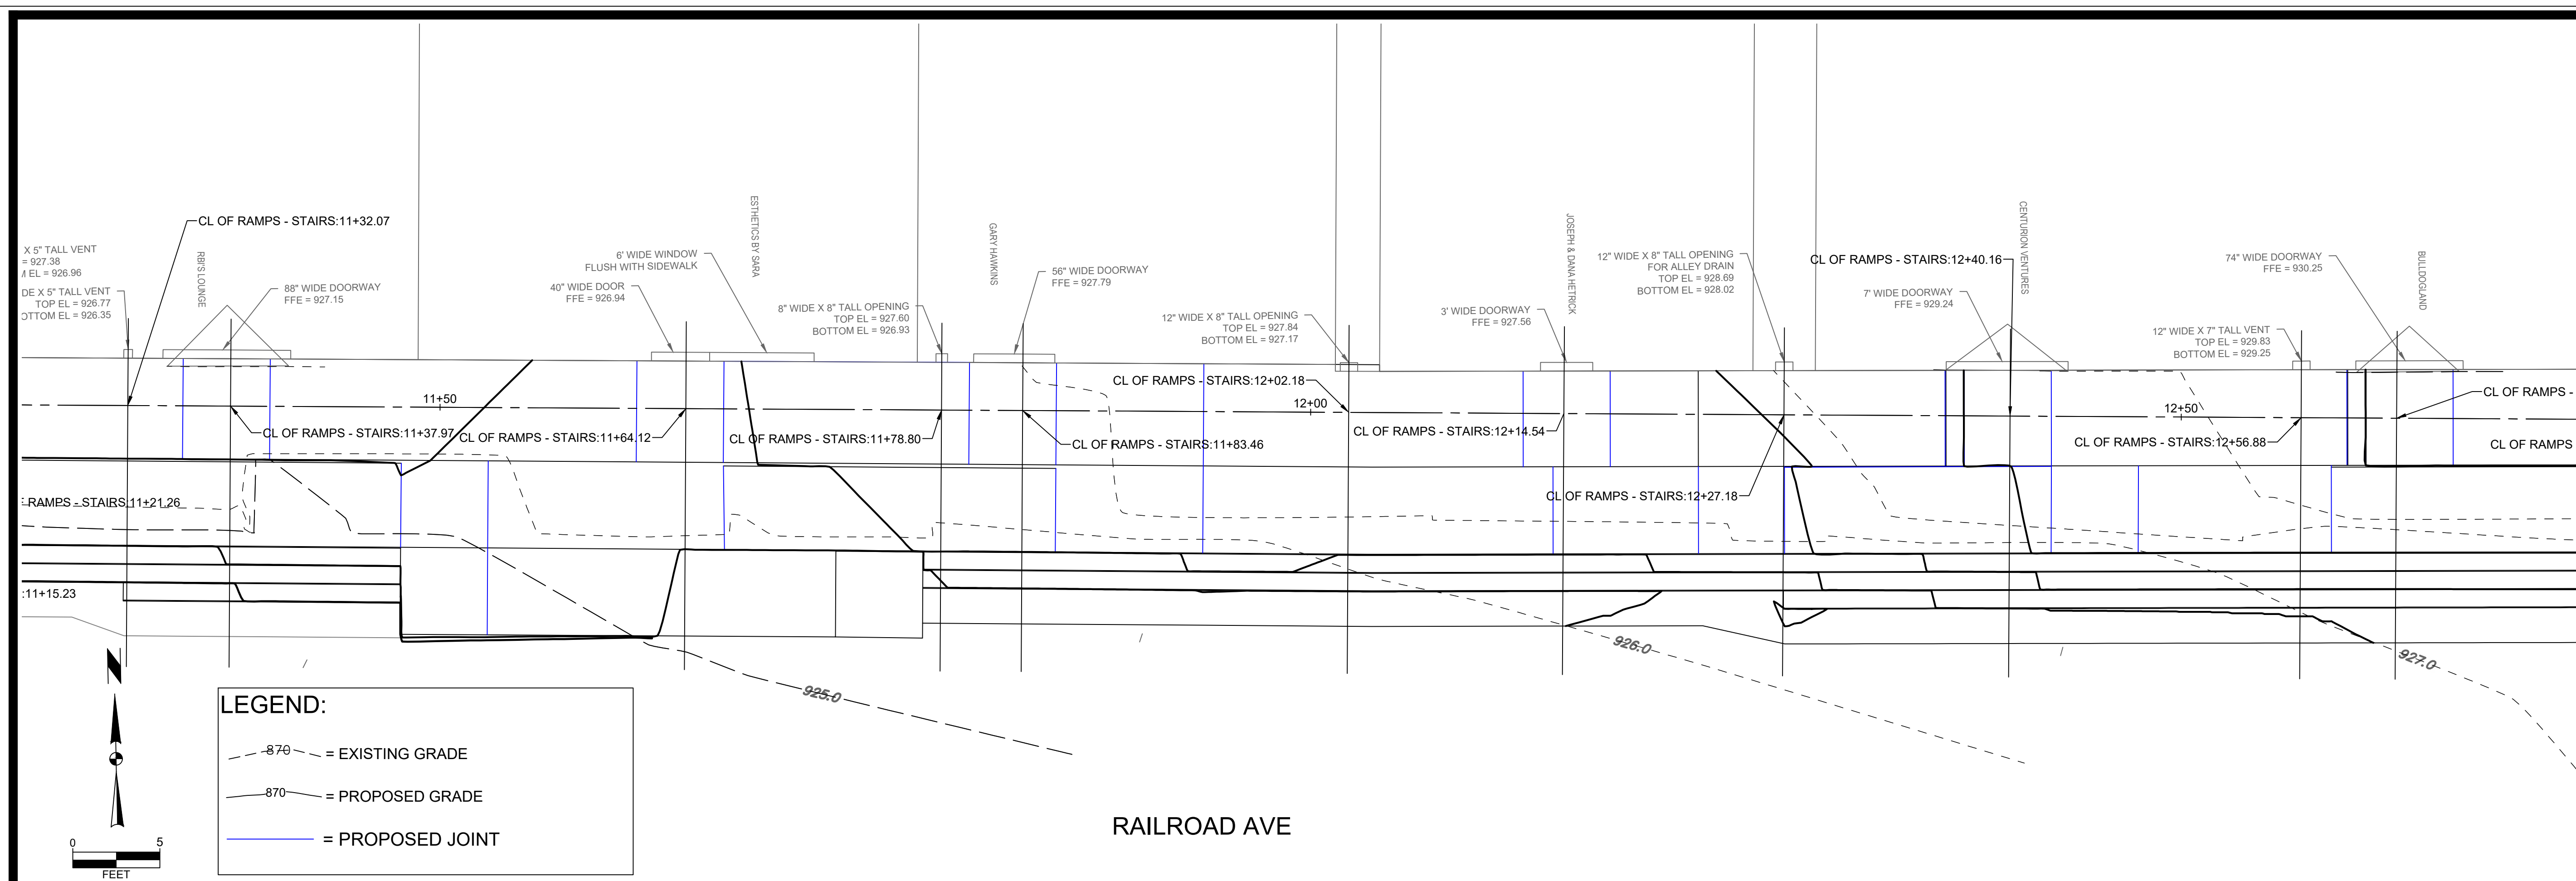 CL OF RAMPS - STAIRS:11+32.07
X 5" TALL VENT
= 927.38
M EL = 926.96
DE X 5" TALL VENT
TOP EL = 926.77
OTTOM EL = 926.35
RBI'S LOUNGE
88" WIDE DOORWAY
FFE = 927.15
40" WIDE DOOR
FFE = 926.94
6' WIDE WINDOW
FLUSH WITH SIDEWALK
ESTHETICS BY SARA
8" WIDE X 8" TALL OPENING
TOP EL = 927.60
BOTTOM EL = 926.93
GARY HAWKINS
56" WIDE DOORWAY
FFE = 927.79
12" WIDE X 8" TALL OPENING
TOP EL = 927.84
BOTTOM EL = 927.17
3' WIDE DOORWAY
FFE = 927.56
JOSEPH & DANA HETRICK
12" WIDE X 8" TALL OPENING
FOR ALLEY DRAIN
TOP EL = 928.69
BOTTOM EL = 928.02
CL OF RAMPS - STAIRS:12+40.16
7' WIDE DOORWAY
FFE = 929.24
CENTURION VENTURES
12" WIDE X 7" TALL VENT
TOP EL = 929.83
BOTTOM EL = 929.25
74" WIDE DOORWAY
FFE = 930.25
BULLDOGLAND
11+50
12+00
12+50
CL OF RAMPS - STAIRS:11+37.97
CL OF RAMPS - STAIRS:11+64.12
CL OF RAMPS - STAIRS:11+78.80
CL OF RAMPS - STAIRS:11+83.46
CL OF RAMPS - STAIRS:12+02.18
CL OF RAMPS - STAIRS:12+14.54
CL OF RAMPS - STAIRS:12+27.18
CL OF RAMPS - STAIRS:12+56.88
CL OF RAMPS -
CL OF RAMPS
F RAMPS - STAIRS:11+21.26
:11+15.23
925.0
926.0
927.0
N
LEGEND:
870 = EXISTING GRADE
870 = PROPOSED GRADE
= PROPOSED JOINT
0 5
FEET
RAILROAD AVE